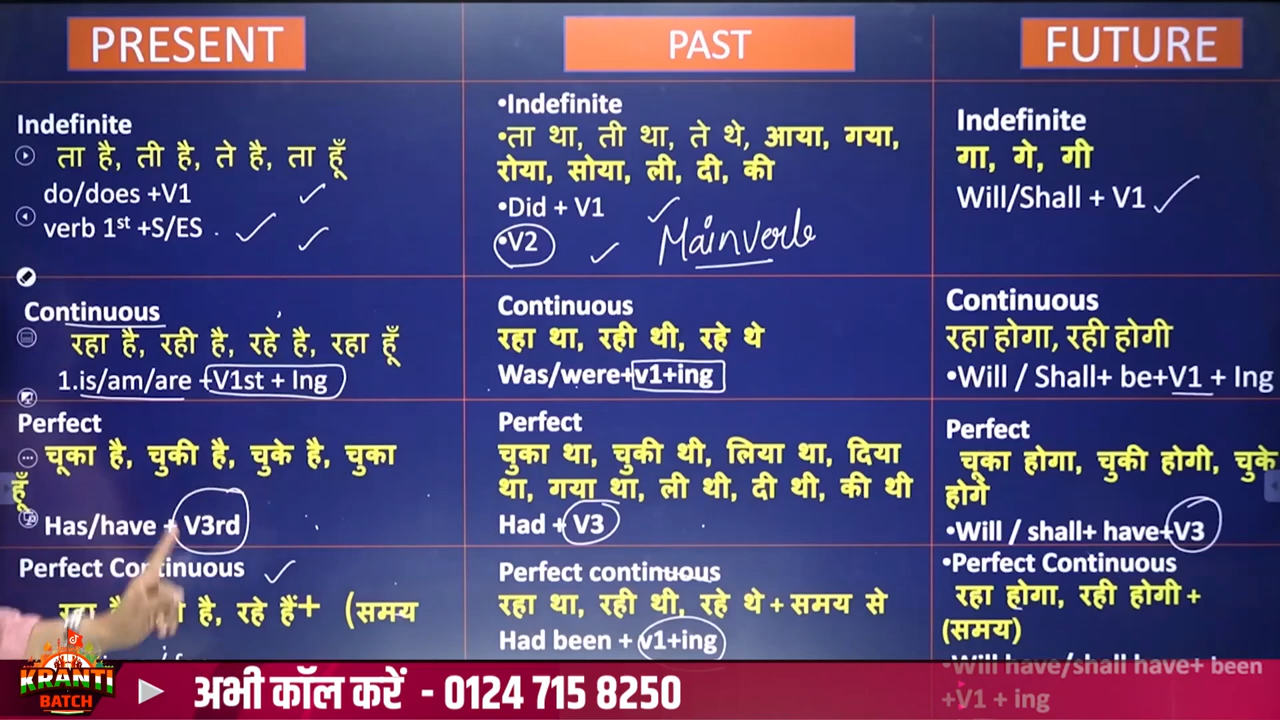 PRESENT
Indefinite
ता है, ती है, ते है, ता हूँ
do/does +V1
verb 1st +S/ES .
Continuous
रहा है, रही है, रहे है, रहा हूँ
1.is/am/are +V1st + Ing
Perfect
चूका है, चुकी है, चुके है, चुका
हूँ
Has/have + V3rd
Perfect Continuous
रहा है, है, रहे हैं+ (समय
PAST
•Indefinite
•ता था, ती था, ते थे, आया, गया,
रोया, सोया, ली, दी, की
•Did + V1
•V2
Mainverb
Continuous
रहा था, रही थी, रहे थे
Was/were+v1+ing
Perfect
चुका था, चुकी थी, लिया था, दिया
था, गया था, ली थी, दी थी, की थी
Had + V3
Perfect continuous
रहा था, रही थी, रहे थे + समय से
Had been + v1+ing
FUTURE
Indefinite
गा, गे, गी
Will/Shall + V1
Continuous
रहा होगा, रही होगी
•Will / Shall+ be+V1 + Ing
Perfect
चूका होगा, चुकी होगी, चुके
होगे
•Will / shall+ have+V3
•Perfect Continuous
रहा होगा, रही होगी +
(समय)
•Will have/shall have+ been
+V1 + ing
KRANTI
BATCH
अभी कॉल करें - 0124 715 8250